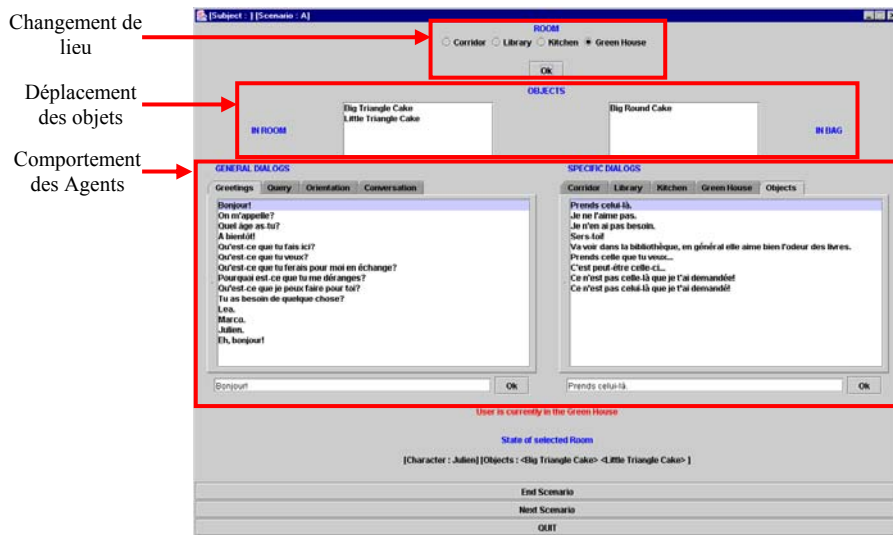 Changement de
lieu
Déplacement
des objets
Comportement
des Agents
[Subject : ] [Scenario : A]
ROOM
Corridor Library Kitchen Green House
Ok
OBJECTS
IN ROOM
Big Triangle Cake
Little Triangle Cake
Big Round Cake
IN BAG
GENERAL DIALOGS
Greetings Query Orientation Conversation
Bonjour!
On m'appelle?
Quel âge as-tu?
A bientôt!
Qu'est-ce que tu fais ici?
Qu'est-ce que tu veux?
Qu'est-ce que tu ferais pour moi en échange?
Pourquoi est-ce que tu me déranges?
Qu'est-ce que je peux faire pour toi?
Tu as besoin de quelque chose?
Lea.
Marco.
Julien.
Eh, bonjour!
Bonjour!
Ok
SPECIFIC DIALOGS
Corridor Library Kitchen Green House Objects
Prends celui-là.
Je ne l'aime pas.
Je n'en ai pas besoin.
Sers-toi!
Va voir dans la bibliothèque, en général elle aime bien l'odeur des livres.
Prends celle que tu veux...
C'est peut-être celle-ci...
Ce n'est pas celle-là que je t'ai demandée!
Ce n'est pas celui-là que je t'ai demandé!
Prends celui-là.
Ok
User is currently in the Green House
State of selected Room
[Character : Julien] [Objects : <Big Triangle Cake> <Little Triangle Cake> ]
End Scenario
Next Scenario
QUIT